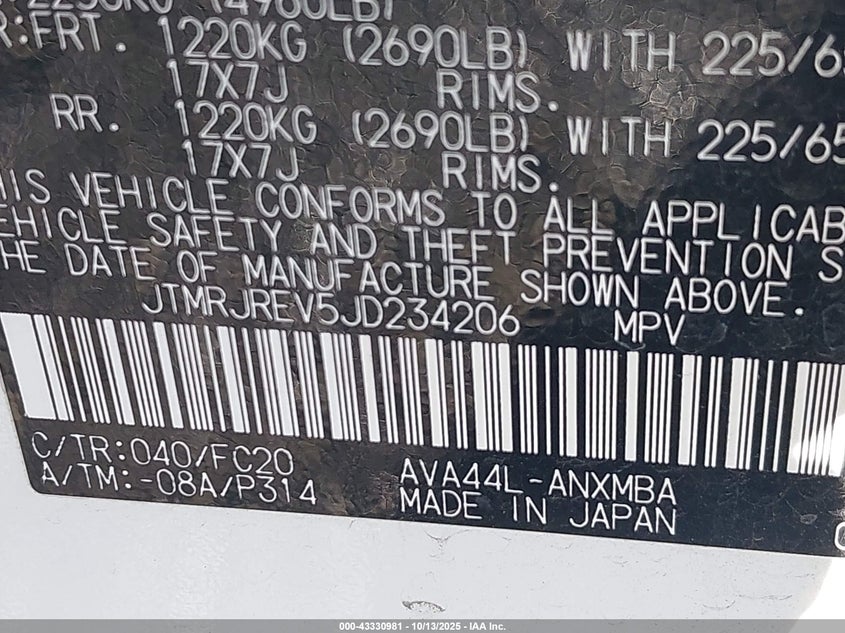 (4960LB)
R:FRT. 1220KG (2690LB) WITH 225/65
17X7J RIMS.
RR. 1220KG (2690LB) WITH 225/65
17X7J RIMS.
HIS VEHICLE CONFORMS TO ALL APPLICAB
EHICLE SAFETY AND THEFT PREVENTION S
THE DATE OF MANUFACTURE SHOWN ABOVE.
JTMRJREV5JD234206 MPV
C/TR:040/FC20
A/TM:-08A/P314
AVA44L-ANXMBA
MADE IN JAPAN
000-43330981 - 10/13/2025 - IAA Inc.